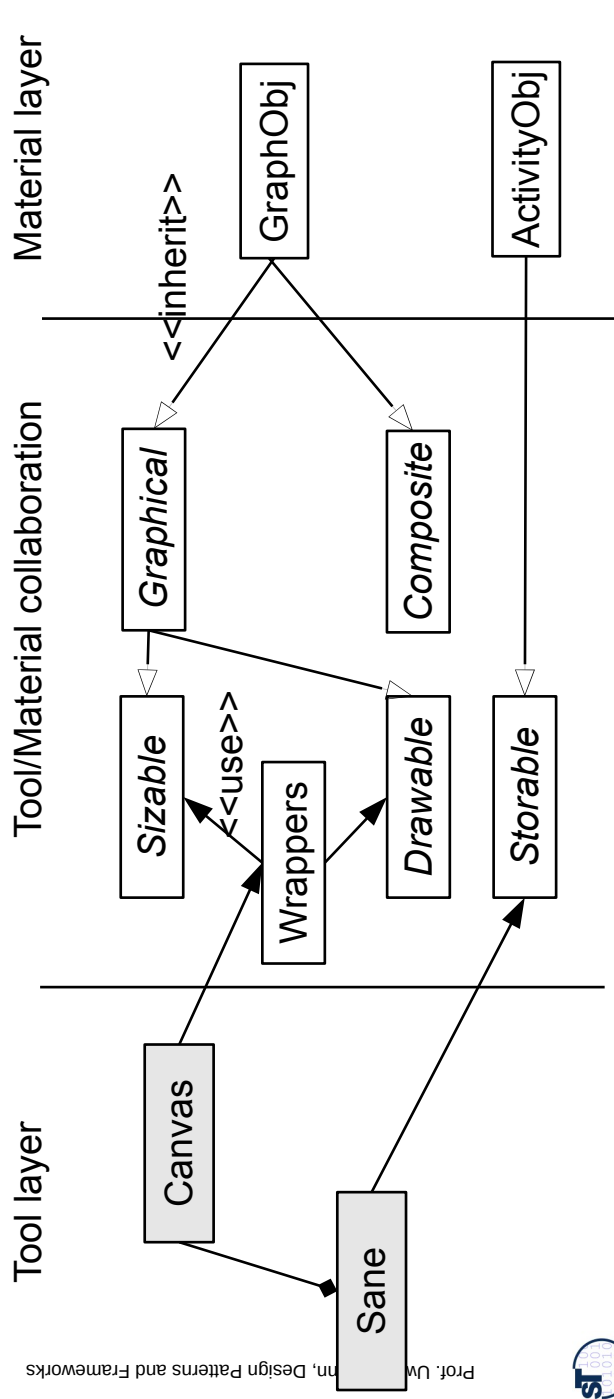 Tool layer
Tool/Material collaboration
Material layer
Canvas
Sane
Wrappers
<<use>>
Sizable
Drawable
Storable
Graphical
Composite
<<inherit>>
GraphObj
ActivityObj
Prof. Design Patterns and Frameworks
ST